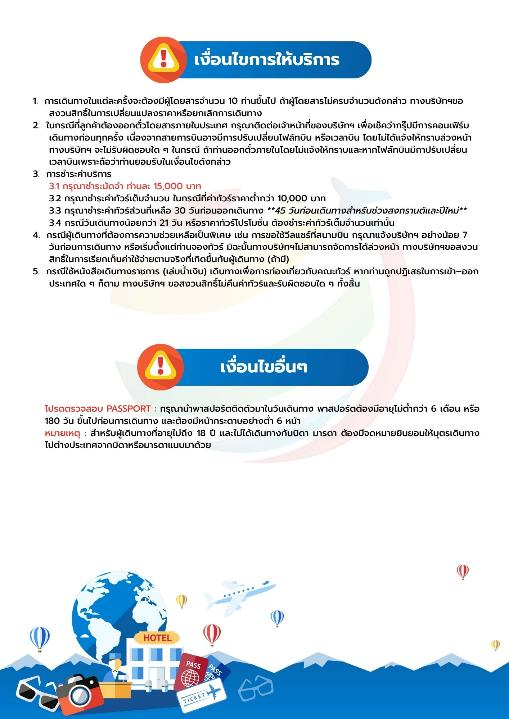 เงื่อนไขการให้บริการ
1. การเดินทางในแต่ละครั้งจะต้องมีผู้โดยสารจำนวน 10 ท่านขึ้นไป ถ้าผู้โดยสารไม่ครบจำนวนดังกล่าว ทางบริษัทฯขอ
สงวนสิทธิ์ในการเปลี่ยนแปลงราคาหรือยกเลิกการเดินทาง
2. ในกรณีที่ลูกค้าต้องออกตั๋วโดยสารภายในประเทศ กรุณาติดต่อเจ้าหน้าที่ของบริษัทฯ เพื่อเช็คว่ากรุ๊ปมีการคอนเฟิร์ม
เดินทางก่อนทุกครั้ง เนื่องจากสายการบินอาจมีการปรับเปลี่ยนไฟล์ทบิน หรือเวลาบิน โดยไม่ได้แจ้งให้ทราบล่วงหน้า
ทางบริษัทฯ จะไม่รับผิดชอบใด ๆ ในกรณี ถ้าท่านออกตั๋วภายในโดยไม่แจ้งให้ทราบและหากไฟล์ทบินมีการปรับเปลี่ยน
เวลาบินเพราะถือว่าท่านยอมรับในเงื่อนไขดังกล่าว
3. การชำระค่าบริการ
3.1 กรุณาชำระมัดจำ ท่านละ 15,000 บาท
3.2 กรุณาชำระค่าทัวร์เต็มจำนวน ในกรณีที่ค่าทัวร์ราคาต่ำกว่า 10,000 บาท
3.3 กรุณาชำระค่าทัวร์ส่วนที่เหลือ 30 วันก่อนออกเดินทาง **45 วันก่อนเดินทางสำหรับช่วงสงกรานต์และปีใหม่**
3.4 กรณีวันเดินทางน้อยกว่า 21 วัน หรือราคาทัวร์โปรโมชั่น ต้องชำระค่าทัวร์เต็มจำนวนเท่านั้น
4. กรณีผู้เดินทางที่ต้องการความช่วยเหลือเป็นพิเศษ เช่น การขอใช้วีลแชร์ที่สนามบิน กรุณาแจ้งบริษัทฯ อย่างน้อย 7
วันก่อนการเดินทาง หรือเริ่มตั้งแต่ท่านจองทัวร์ มิฉะนั้นทางบริษัทฯไม่สามารถจัดการได้ล่วงหน้า ทางบริษัทฯขอสงวน
สิทธิ์ในการเรียกเก็บค่าใช้จ่ายตามจริงที่เกิดขึ้นกับผู้เดินทาง (ถ้ามี)
5. กรณีใช้หนังสือเดินทางราชการ (เล่มน้ำเงิน) เดินทางเพื่อการท่องเที่ยวกับคณะทัวร์ หากท่านถูกปฏิเสธในการเข้า-ออก
ประเทศใด ๆ ก็ตาม ทางบริษัทฯ ขอสงวนสิทธิ์ไม่คืนค่าทัวร์และรับผิดชอบใด ๆ ทั้งสิ้น
เงื่อนไขอื่นๆ
โปรดตรวจสอบ PASSPORT : กรุณานำพาสปอร์ตติดตัวมาในวันเดินทาง พาสปอร์ตต้องมีอายุไม่ต่ำกว่า 6 เดือน หรือ
180 วัน ขึ้นไปก่อนการเดินทาง และต้องมีหน้ากระดาษอย่างต่ำ 6 หน้า
หมายเหตุ : สำหรับผู้เดินทางที่อายุไม่ถึง 18 ปี และไม่ได้เดินทางกับบิดา มารดา ต้องมีจดหมายยินยอมให้บุตรเดินทาง
ไปต่างประเทศจากบิดาหรือมารดาแนบมาด้วย
HOTEL
PASS
PASS
TICKET